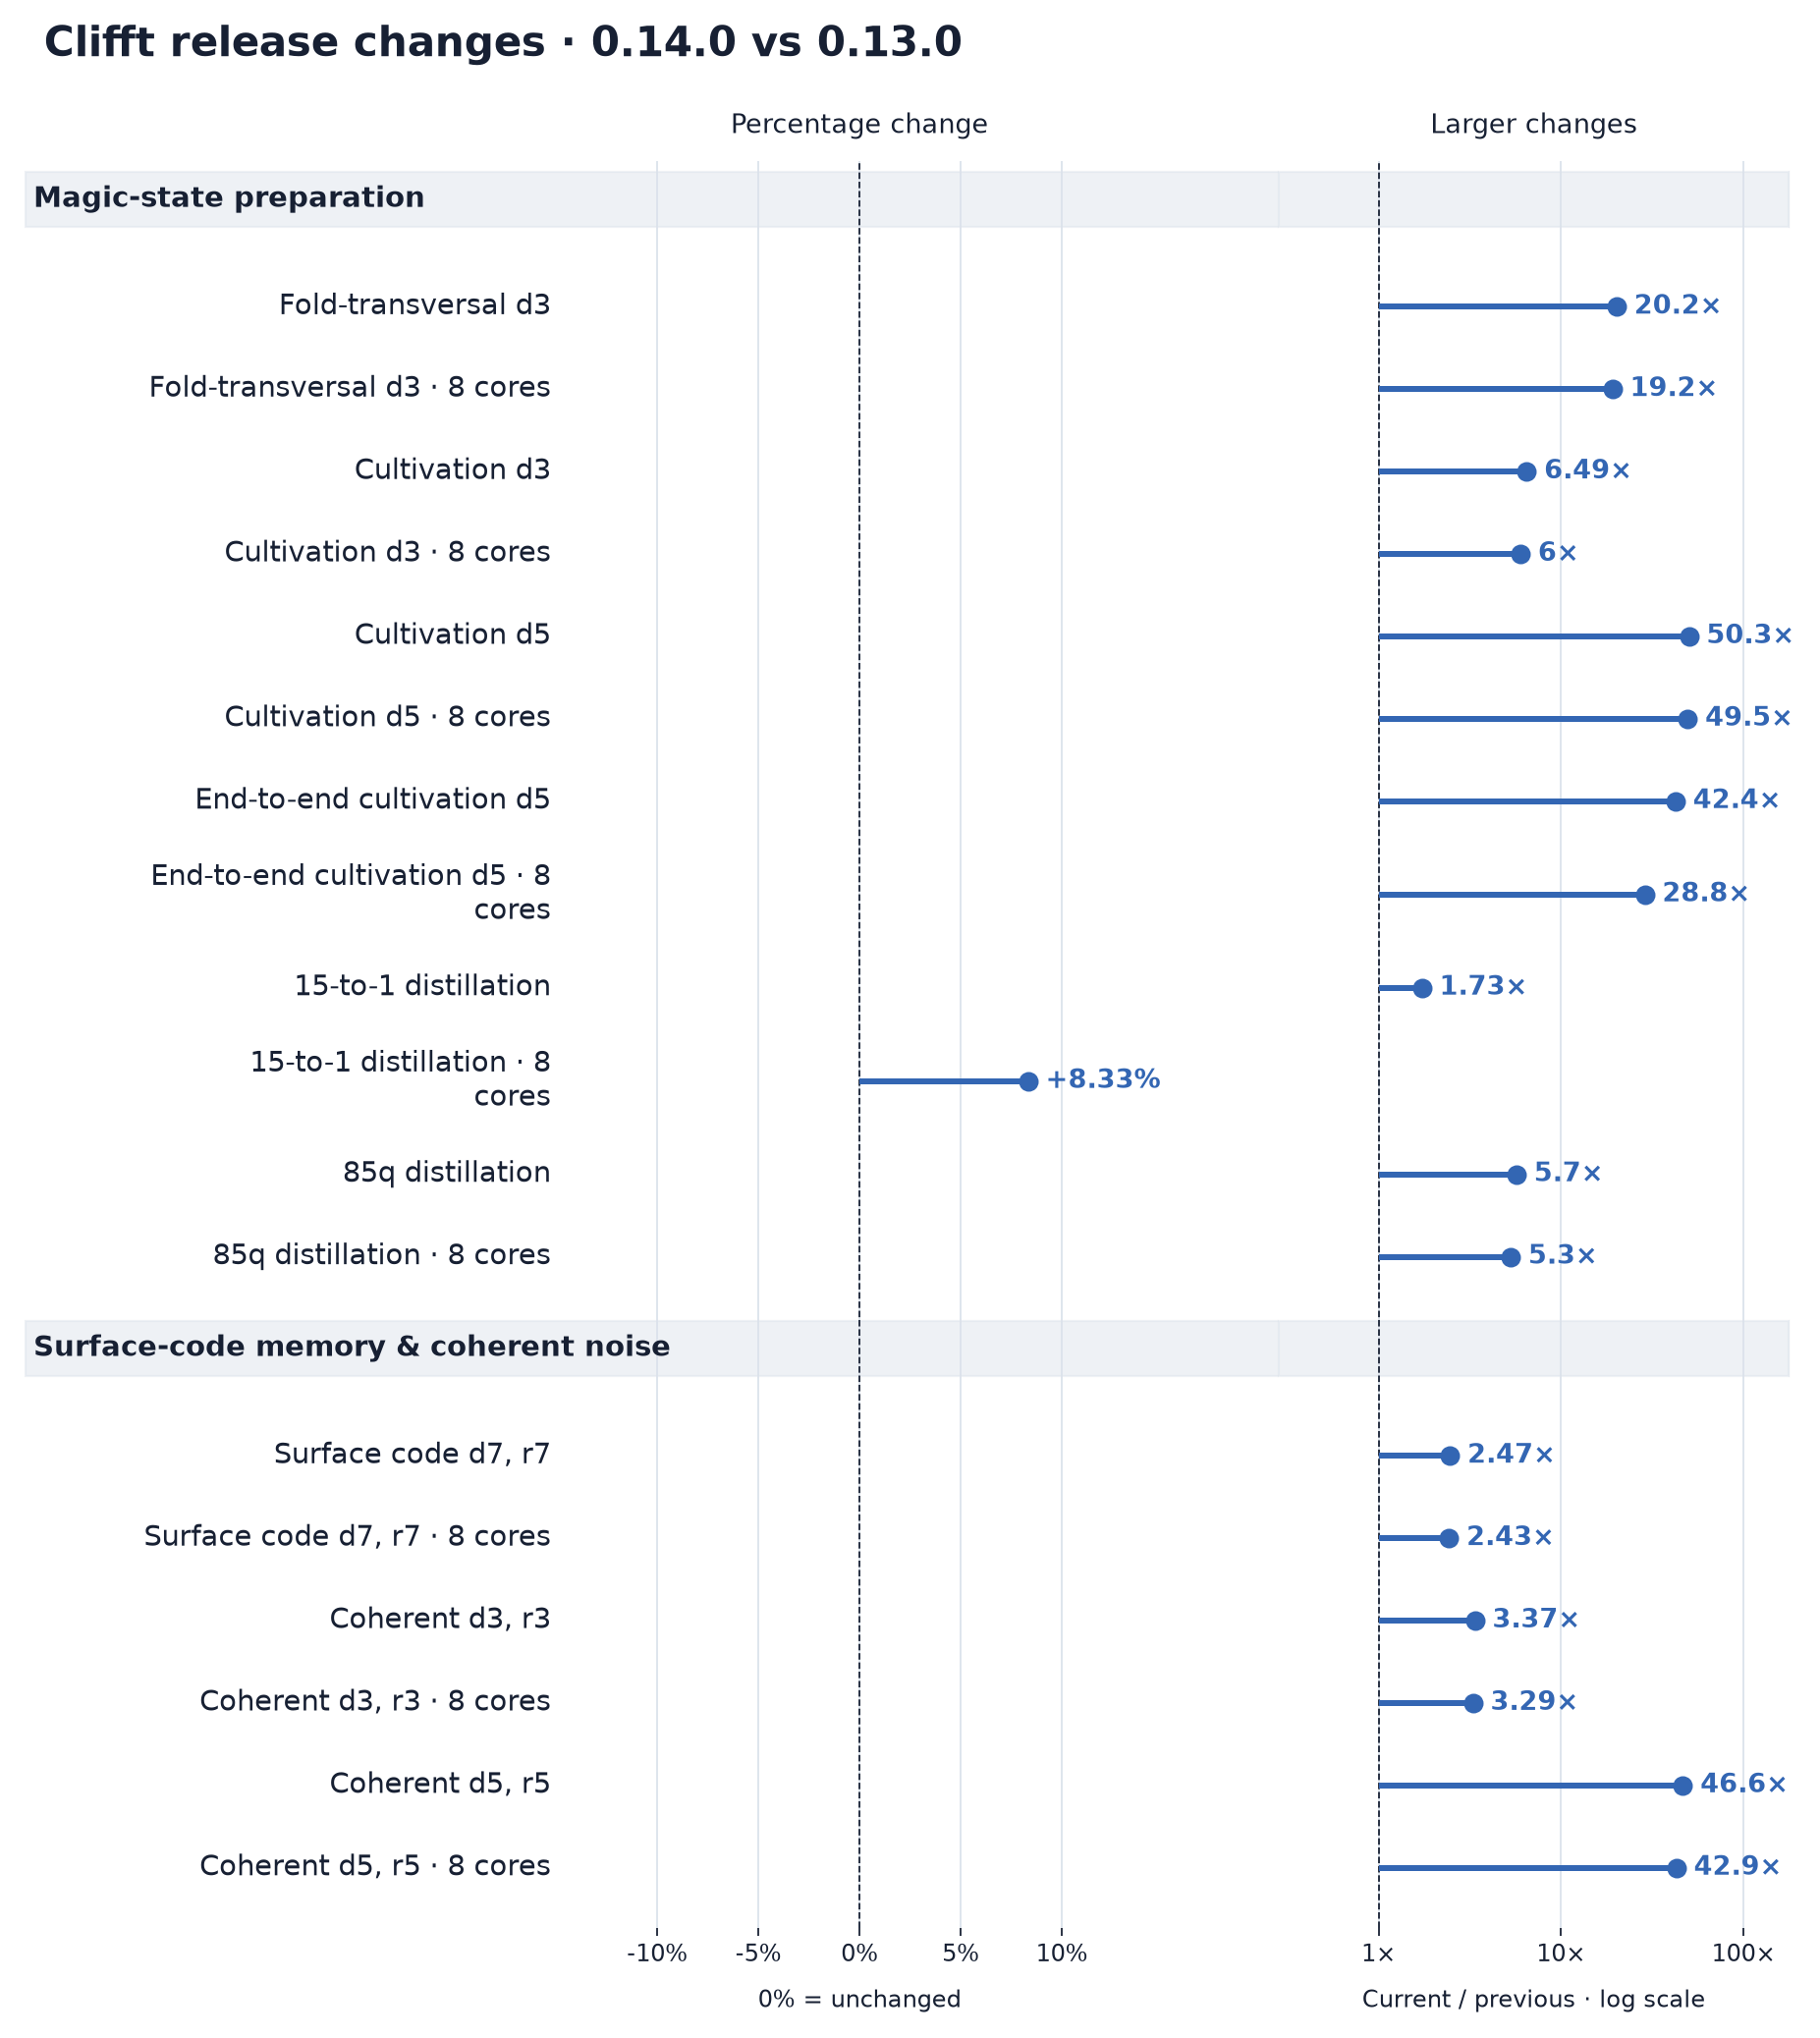 Clifft release changes · 0.14.0 vs 0.13.0
Percentage change
Larger changes
Magic-state preparation
Fold-transversal d3
20.2×
Fold-transversal d3 · 8 cores
19.2×
Cultivation d3
6.49×
Cultivation d3 · 8 cores
6×
Cultivation d5
50.3×
Cultivation d5 · 8 cores
49.5×
End-to-end cultivation d5
42.4×
End-to-end cultivation d5 · 8
cores
28.8×
15-to-1 distillation
1.73×
15-to-1 distillation · 8
cores
+8.33%
85q distillation
5.7×
85q distillation · 8 cores
5.3×
Surface-code memory & coherent noise
Surface code d7, r7
2.47×
Surface code d7, r7 · 8 cores
2.43×
Coherent d3, r3
3.37×
Coherent d3, r3 · 8 cores
3.29×
Coherent d5, r5
46.6×
Coherent d5, r5 · 8 cores
42.9×
-10% -5% 0% 5% 10%
1× 10× 100×
0% = unchanged
Current / previous · log scale